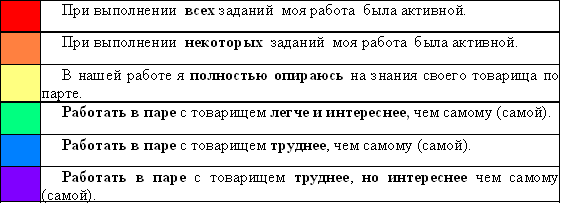 При выполнении всех заданий моя работа была активной.
При выполнении некоторых заданий моя работа была активной.
В нашей работе я полностью опираюсь на знания своего товарища по
парте.
Работать в паре с товарищем легче и интереснее, чем самому (самой).
Работать в паре с товарищем труднее, чем самому (самой).
Работать в паре с товарищем труднее, но интереснее чем самому
(самой).